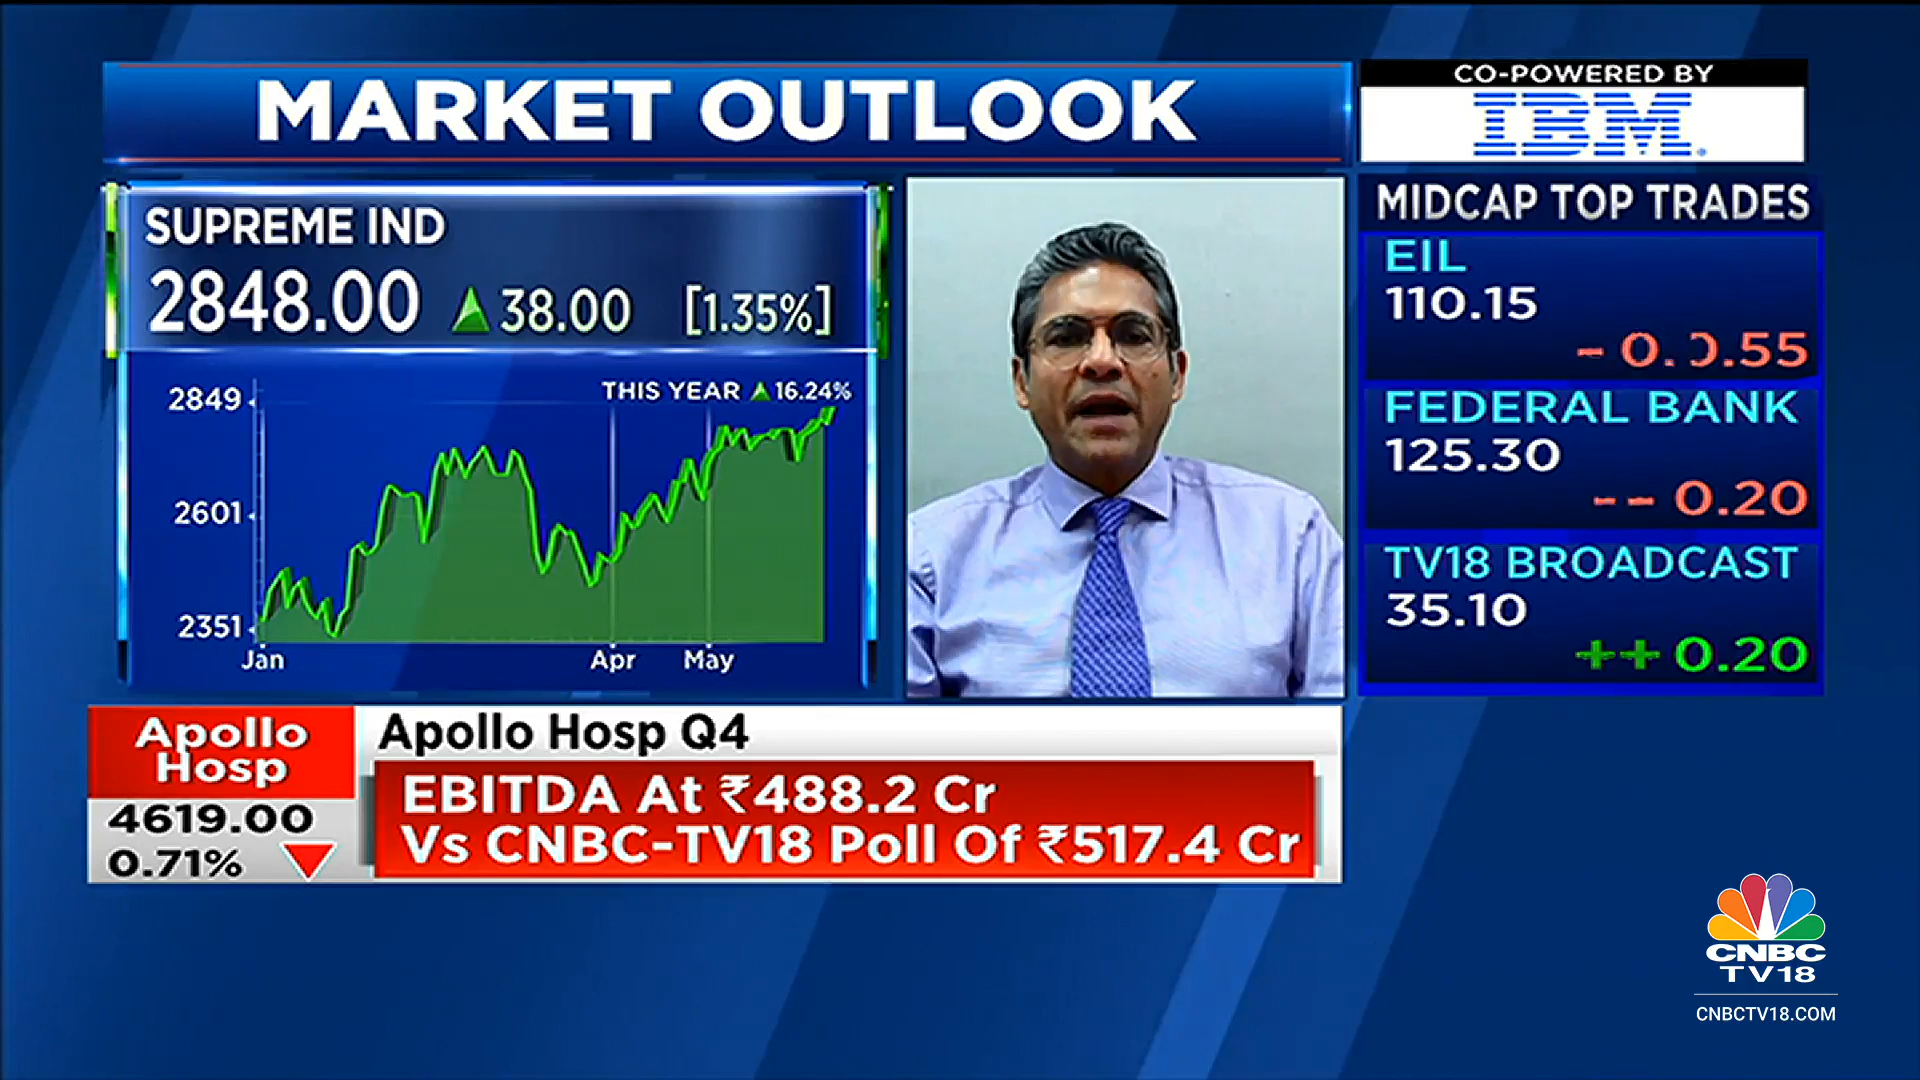 MARKET OUTLOOK
CO-POWERED BY
IBM
SUPREME IND
2848.00 ▲ 38.00 [1.35%]
THIS YEAR ▲ 16.24%
2849
2601
2351
Jan Apr May
MIDCAP TOP TRADES
EIL
110.15
FEDERAL BANK
125.30
-- 0.20
TV18 BROADCAST
35.10
++ 0.20
Apollo
Hosp
4619.00
0.71% ▼
Apollo Hosp Q4
EBITDA At ₹488.2 Cr
Vs CNBC-TV18 Poll Of ₹517.4 Cr
CNBC
TV18
CNBCTV18.COM